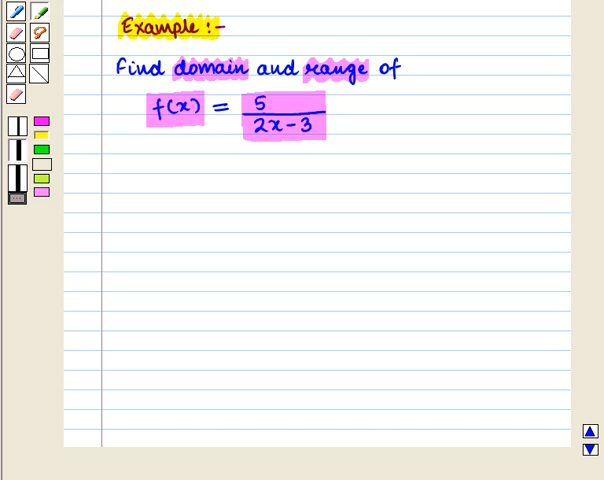 Example :-
Find domain and range of
f(x) = 5
2x - 3